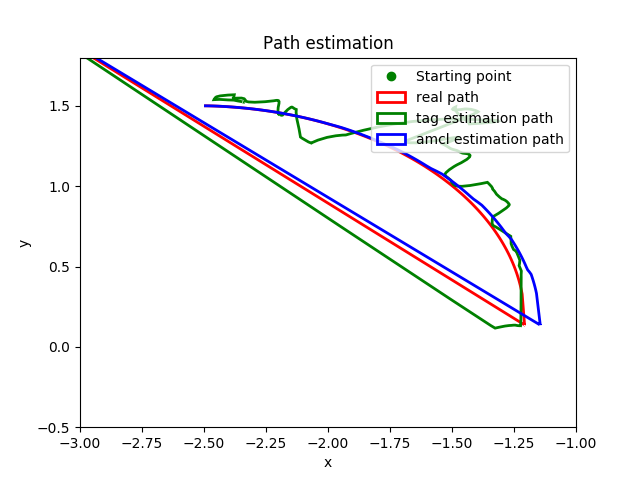 Path estimation
Starting point
real path
tag estimation path
amcl estimation path
1.5
1.0
0.5
0.0
−0.5
y
−3.00 −2.75 −2.50 −2.25 −2.00 −1.75 −1.50 −1.25 −1.00
x